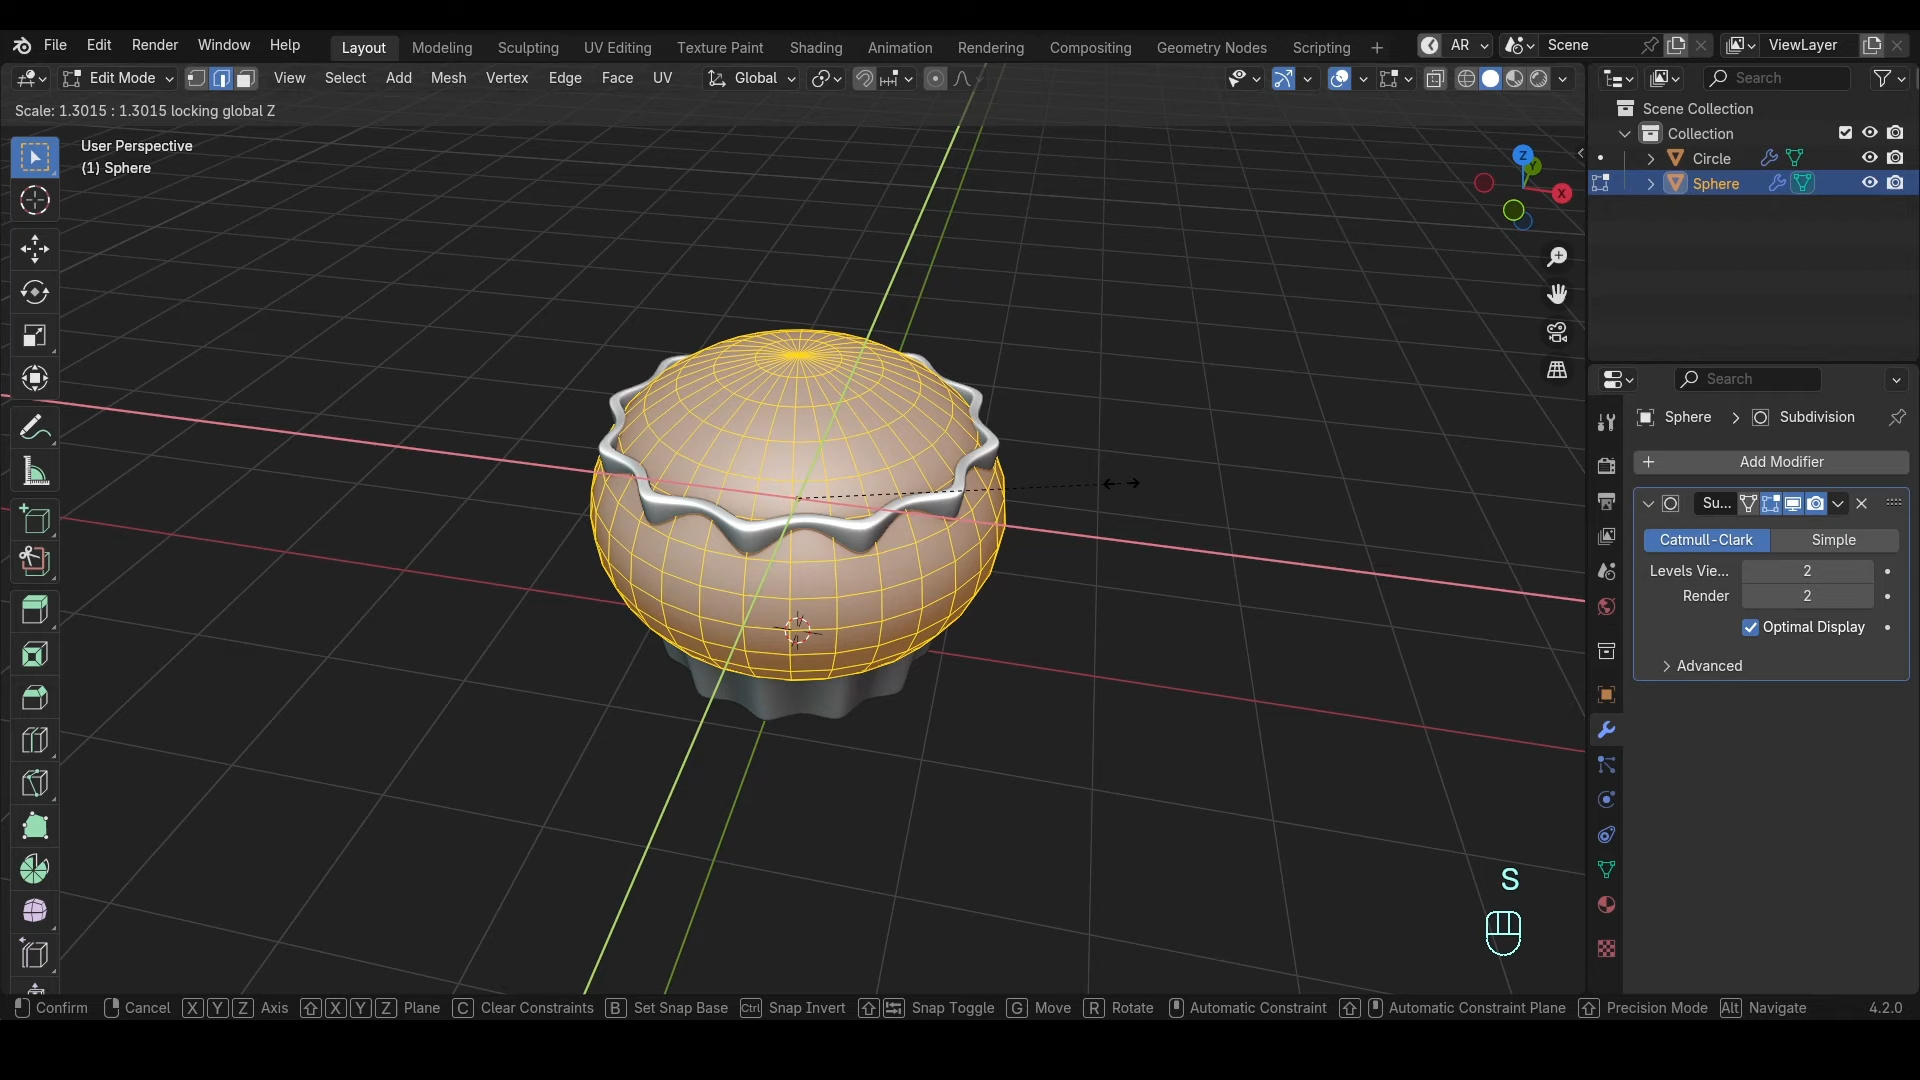 File Edit Render Window Help Layout Modeling Sculpting UV Editing Texture Paint Shading Animation Rendering Compositing Geometry Nodes Scripting + AR Scene ViewLayer
Edit Mode View Select Add Mesh Vertex Edge Face UV Global Search
Scale: 1.3015 : 1.3015 locking global Z
Scene Collection
Collection
User Perspective
(1) Sphere
Circle
Sphere
Z
Y
X
Search
Sphere > Subdivision
+ Add Modifier
Su...
Catmull-Clark Simple
Levels Vie... 2
Render 2
Optimal Display
Advanced
S
Confirm Cancel X Y Z Axis X Y Z Plane C Clear Constraints B Set Snap Base Ctrl Snap Invert Snap Toggle G Move R Rotate Automatic Constraint Automatic Constraint Plane Precision Mode Alt Navigate 4.2.0